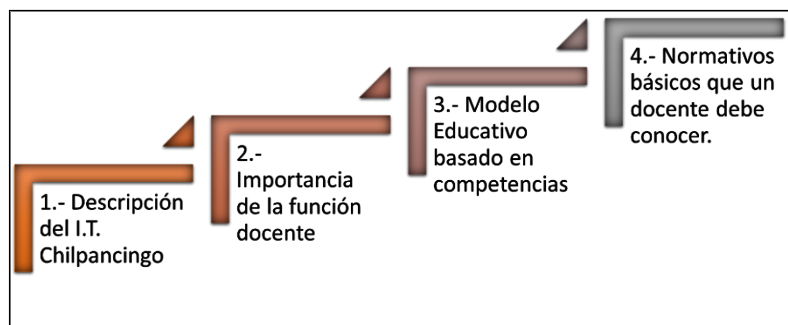 1.- Descripción
del I.T.
Chilpancingo
2.-
Importancia
de la función
docente
3.- Modelo
Educativo
basado en
competencias
4.- Normativos
básicos que un
docente debe
conocer.